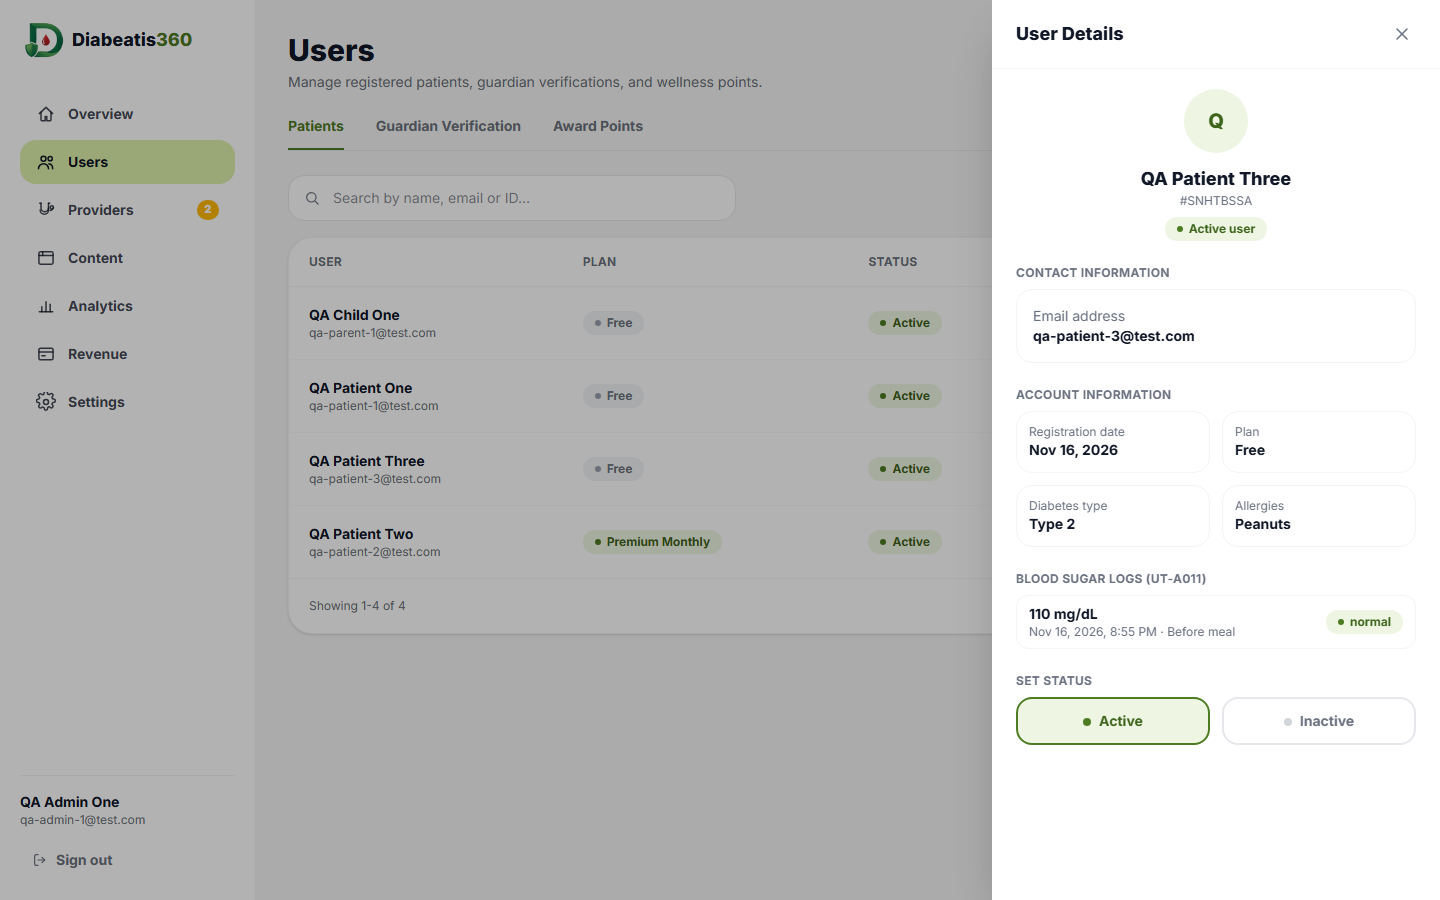 Diabeatis360
Overview
Users
Providers
2
Content
Analytics
Revenue
Settings
QA Admin One
qa-admin-1@test.com
Sign out
Users
Manage registered patients, guardian verifications, and wellness points.
Patients
Guardian Verification
Award Points
Search by name, email or ID...
USER
PLAN
STATUS
QA Child One
qa-parent-1@test.com
Free
Active
QA Patient One
qa-patient-1@test.com
Free
Active
QA Patient Three
qa-patient-3@test.com
Free
Active
QA Patient Two
qa-patient-2@test.com
Premium Monthly
Active
Showing 1-4 of 4
User Details
Q
QA Patient Three
#SNHTBSSA
Active user
CONTACT INFORMATION
Email address
qa-patient-3@test.com
ACCOUNT INFORMATION
Registration date
Nov 16, 2026
Plan
Free
Diabetes type
Type 2
Allergies
Peanuts
BLOOD SUGAR LOGS (UT-A011)
110 mg/dL
Nov 16, 2026, 8:55 PM · Before meal
normal
SET STATUS
Active
Inactive